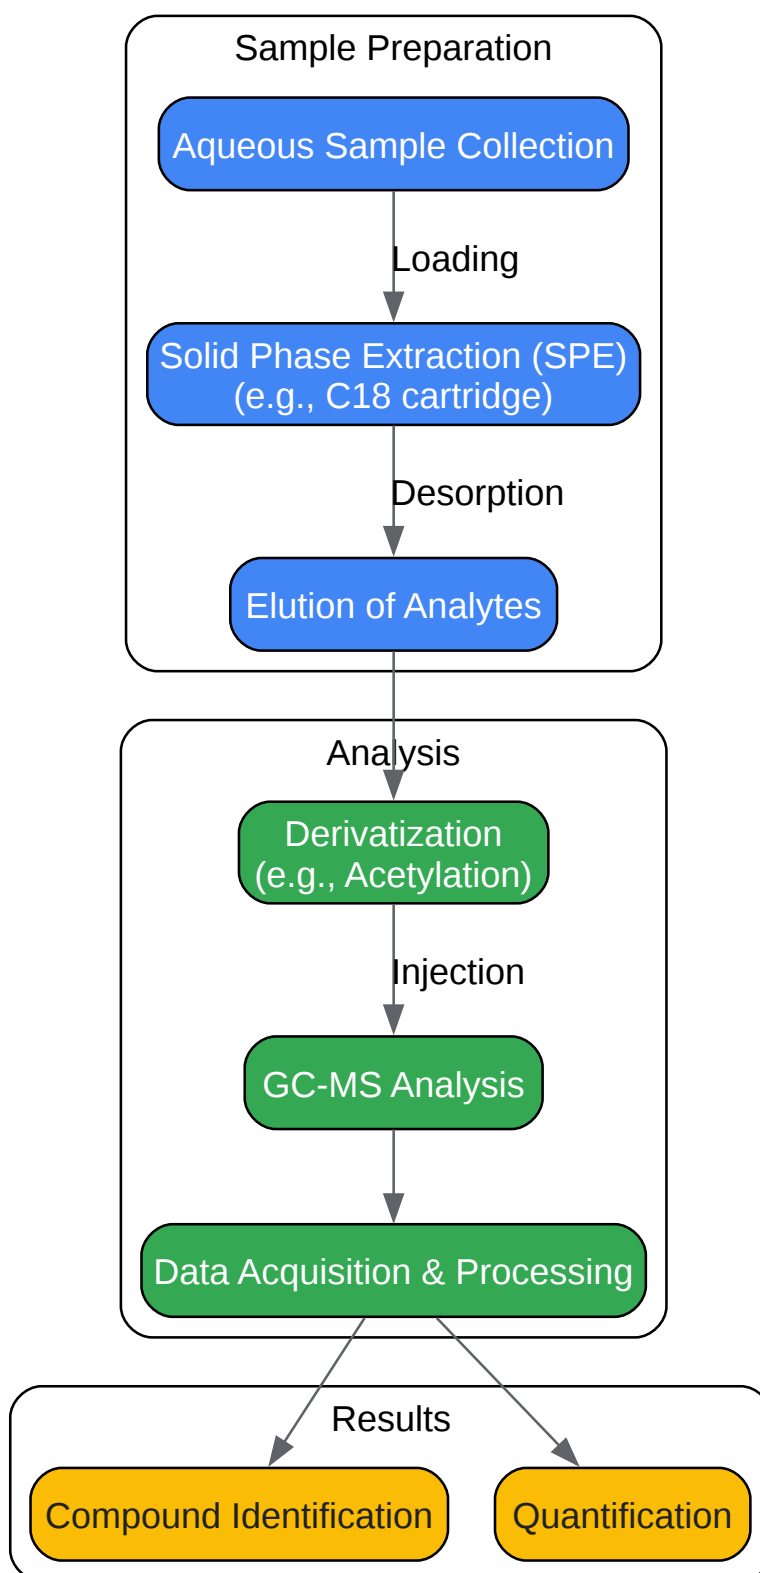 Sample Preparation
Aqueous Sample Collection
Loading
Solid Phase Extraction (SPE)
(e.g., C18 cartridge)
Desorption
Elution of Analytes
Analysis
Derivatization
(e.g., Acetylation)
Injection
GC-MS Analysis
Data Acquisition & Processing
Results
Compound Identification
Quantification